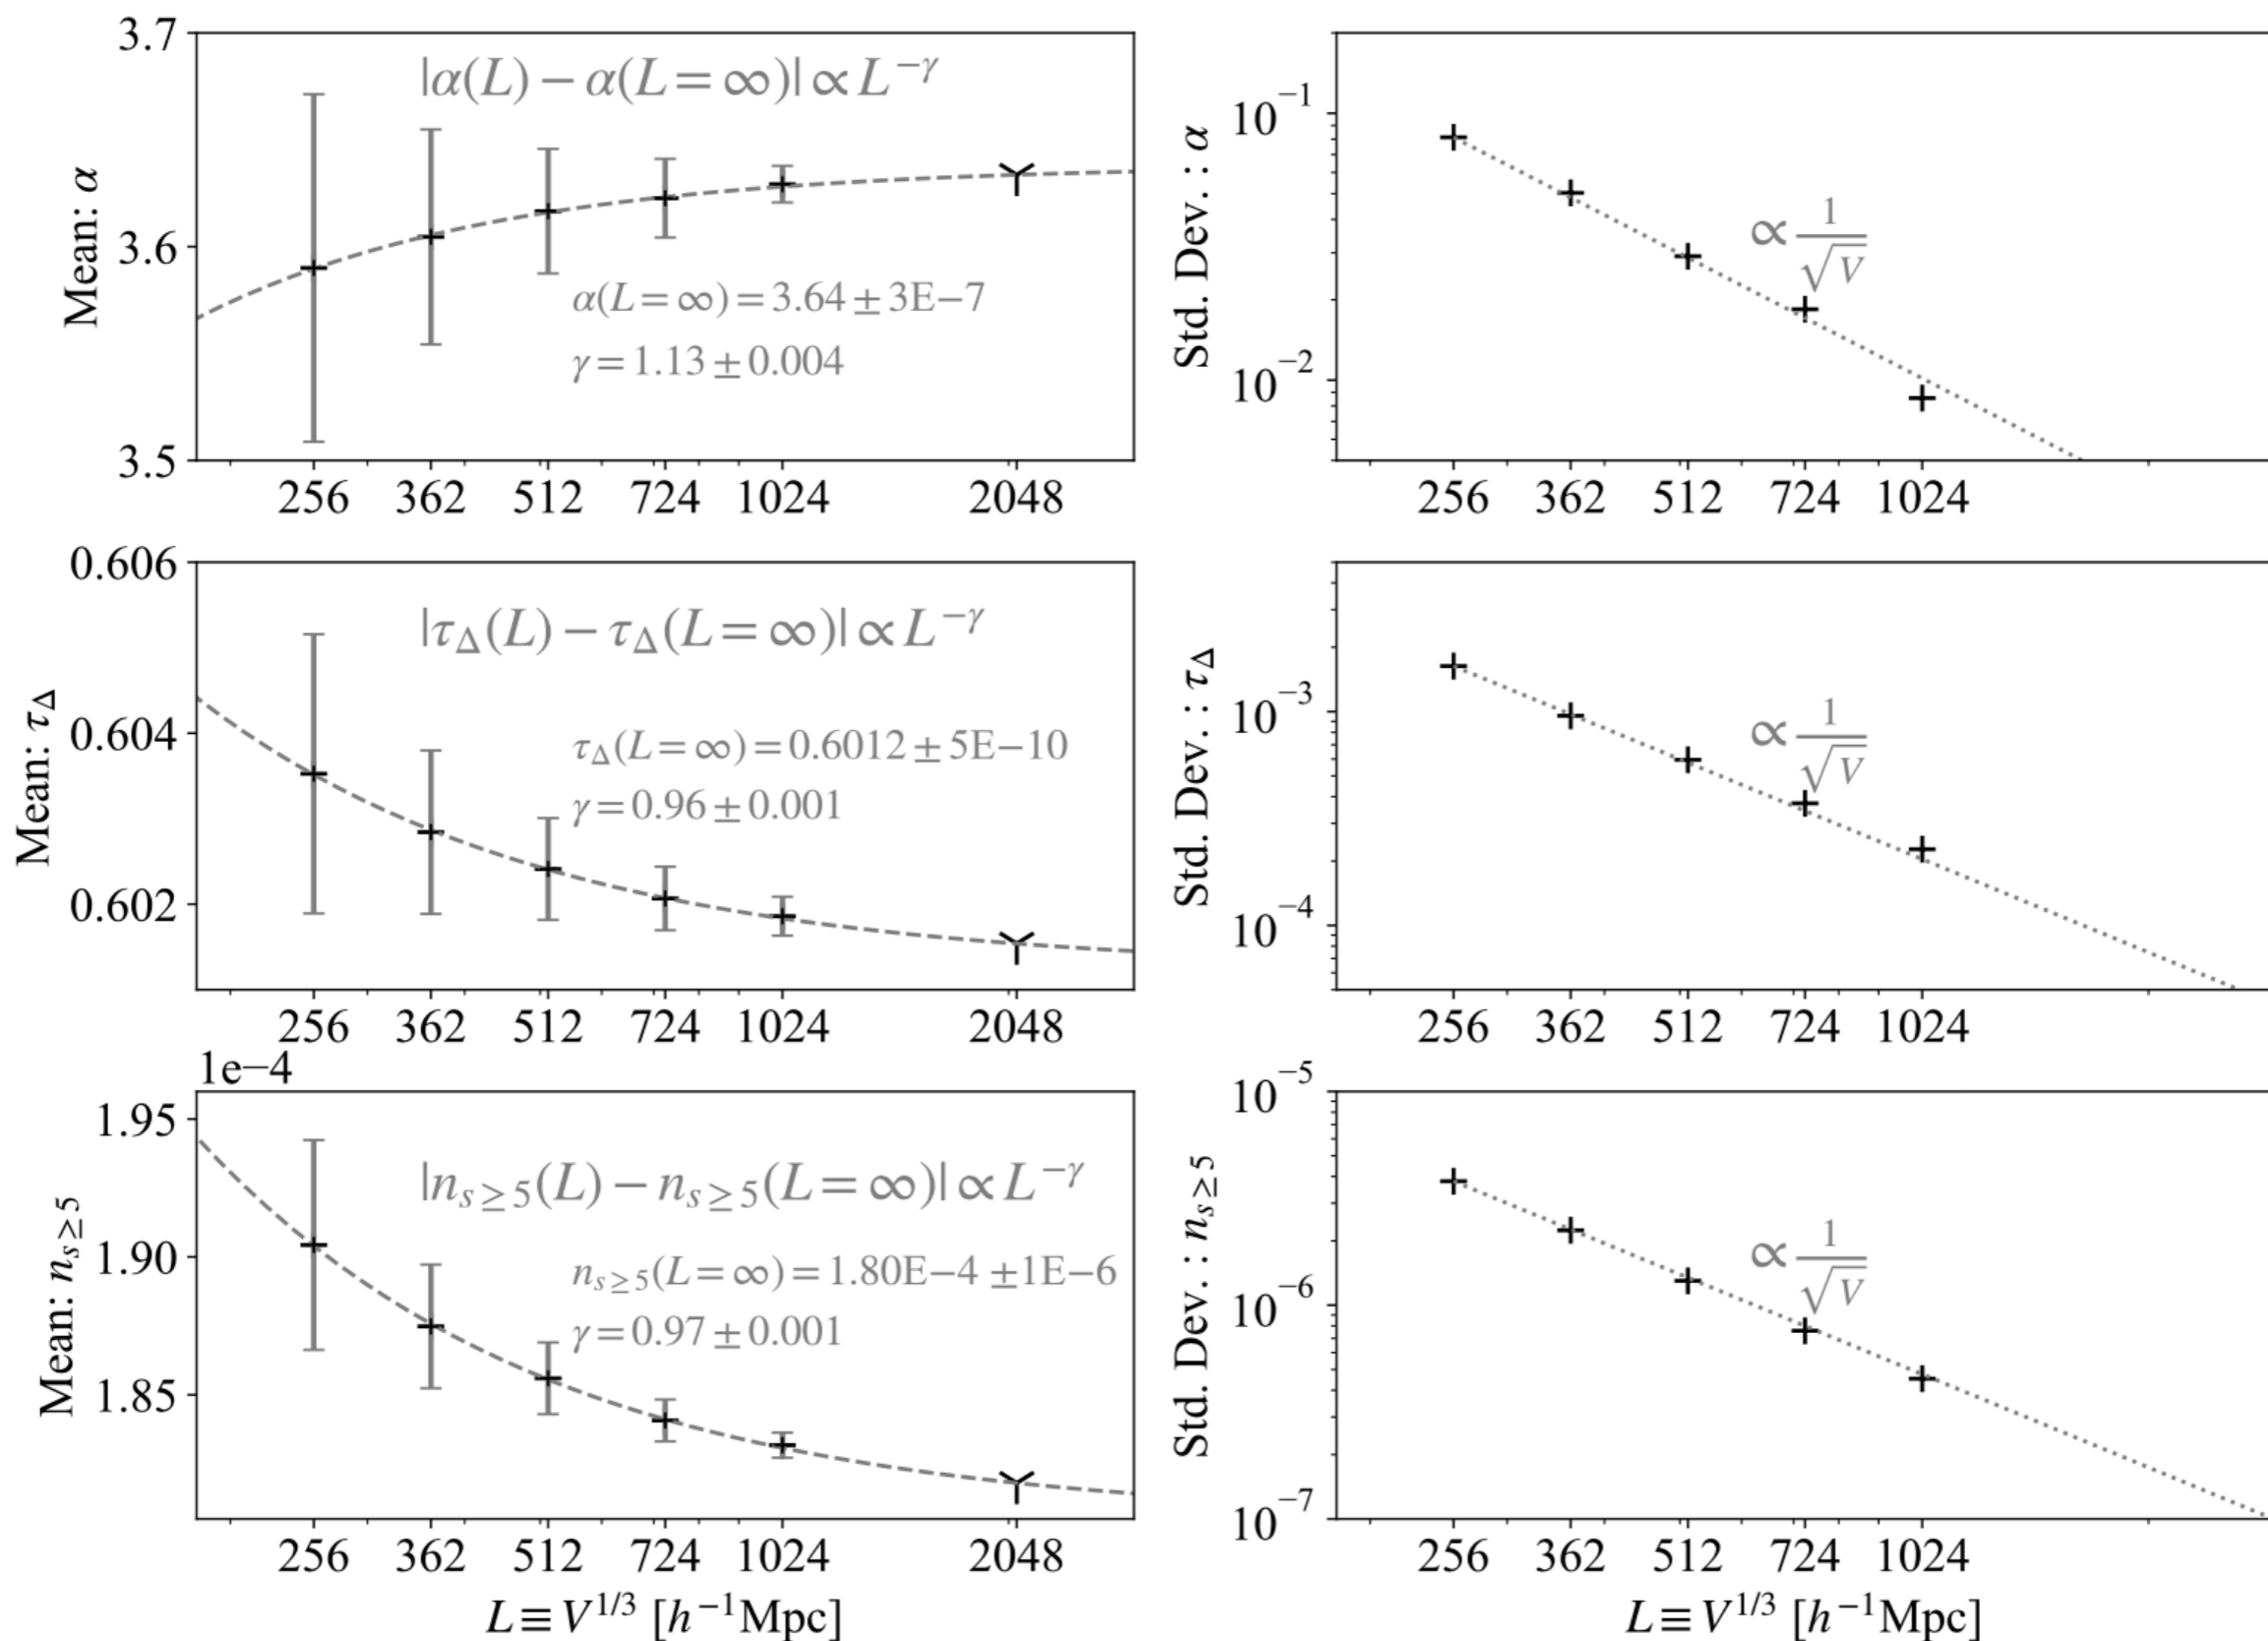 Mean: α
3.7
3.6
3.5
|α(L) − α(L = ∞)| ∝ L^−γ
α(L = ∞) = 3.64 ± 3E−7
γ = 1.13 ± 0.004
256 362 512 724 1024 2048
Std. Dev. : α
10^−1
10^−2
∝ 1/√V
256 362 512 724 1024
Mean: τ_Δ
0.606
0.604
0.602
|τ_Δ(L) − τ_Δ(L = ∞)| ∝ L^−γ
τ_Δ(L = ∞) = 0.6012 ± 5E−10
γ = 0.96 ± 0.001
256 362 512 724 1024 2048
Std. Dev. : τ_Δ
10^−3
10^−4
∝ 1/√V
256 362 512 724 1024
Mean: n_s≥5
1e−4
1.95
1.90
1.85
|n_s≥5(L) − n_s≥5(L = ∞)| ∝ L^−γ
n_s≥5(L = ∞) = 1.80E−4 ±1E−6
γ = 0.97 ± 0.001
256 362 512 724 1024 2048
L ≡ V^1/3 [h^−1Mpc]
Std. Dev. : n_s≥5
10^−5
10^−6
10^−7
∝ 1/√V
256 362 512 724 1024
L ≡ V^1/3 [h^−1Mpc]